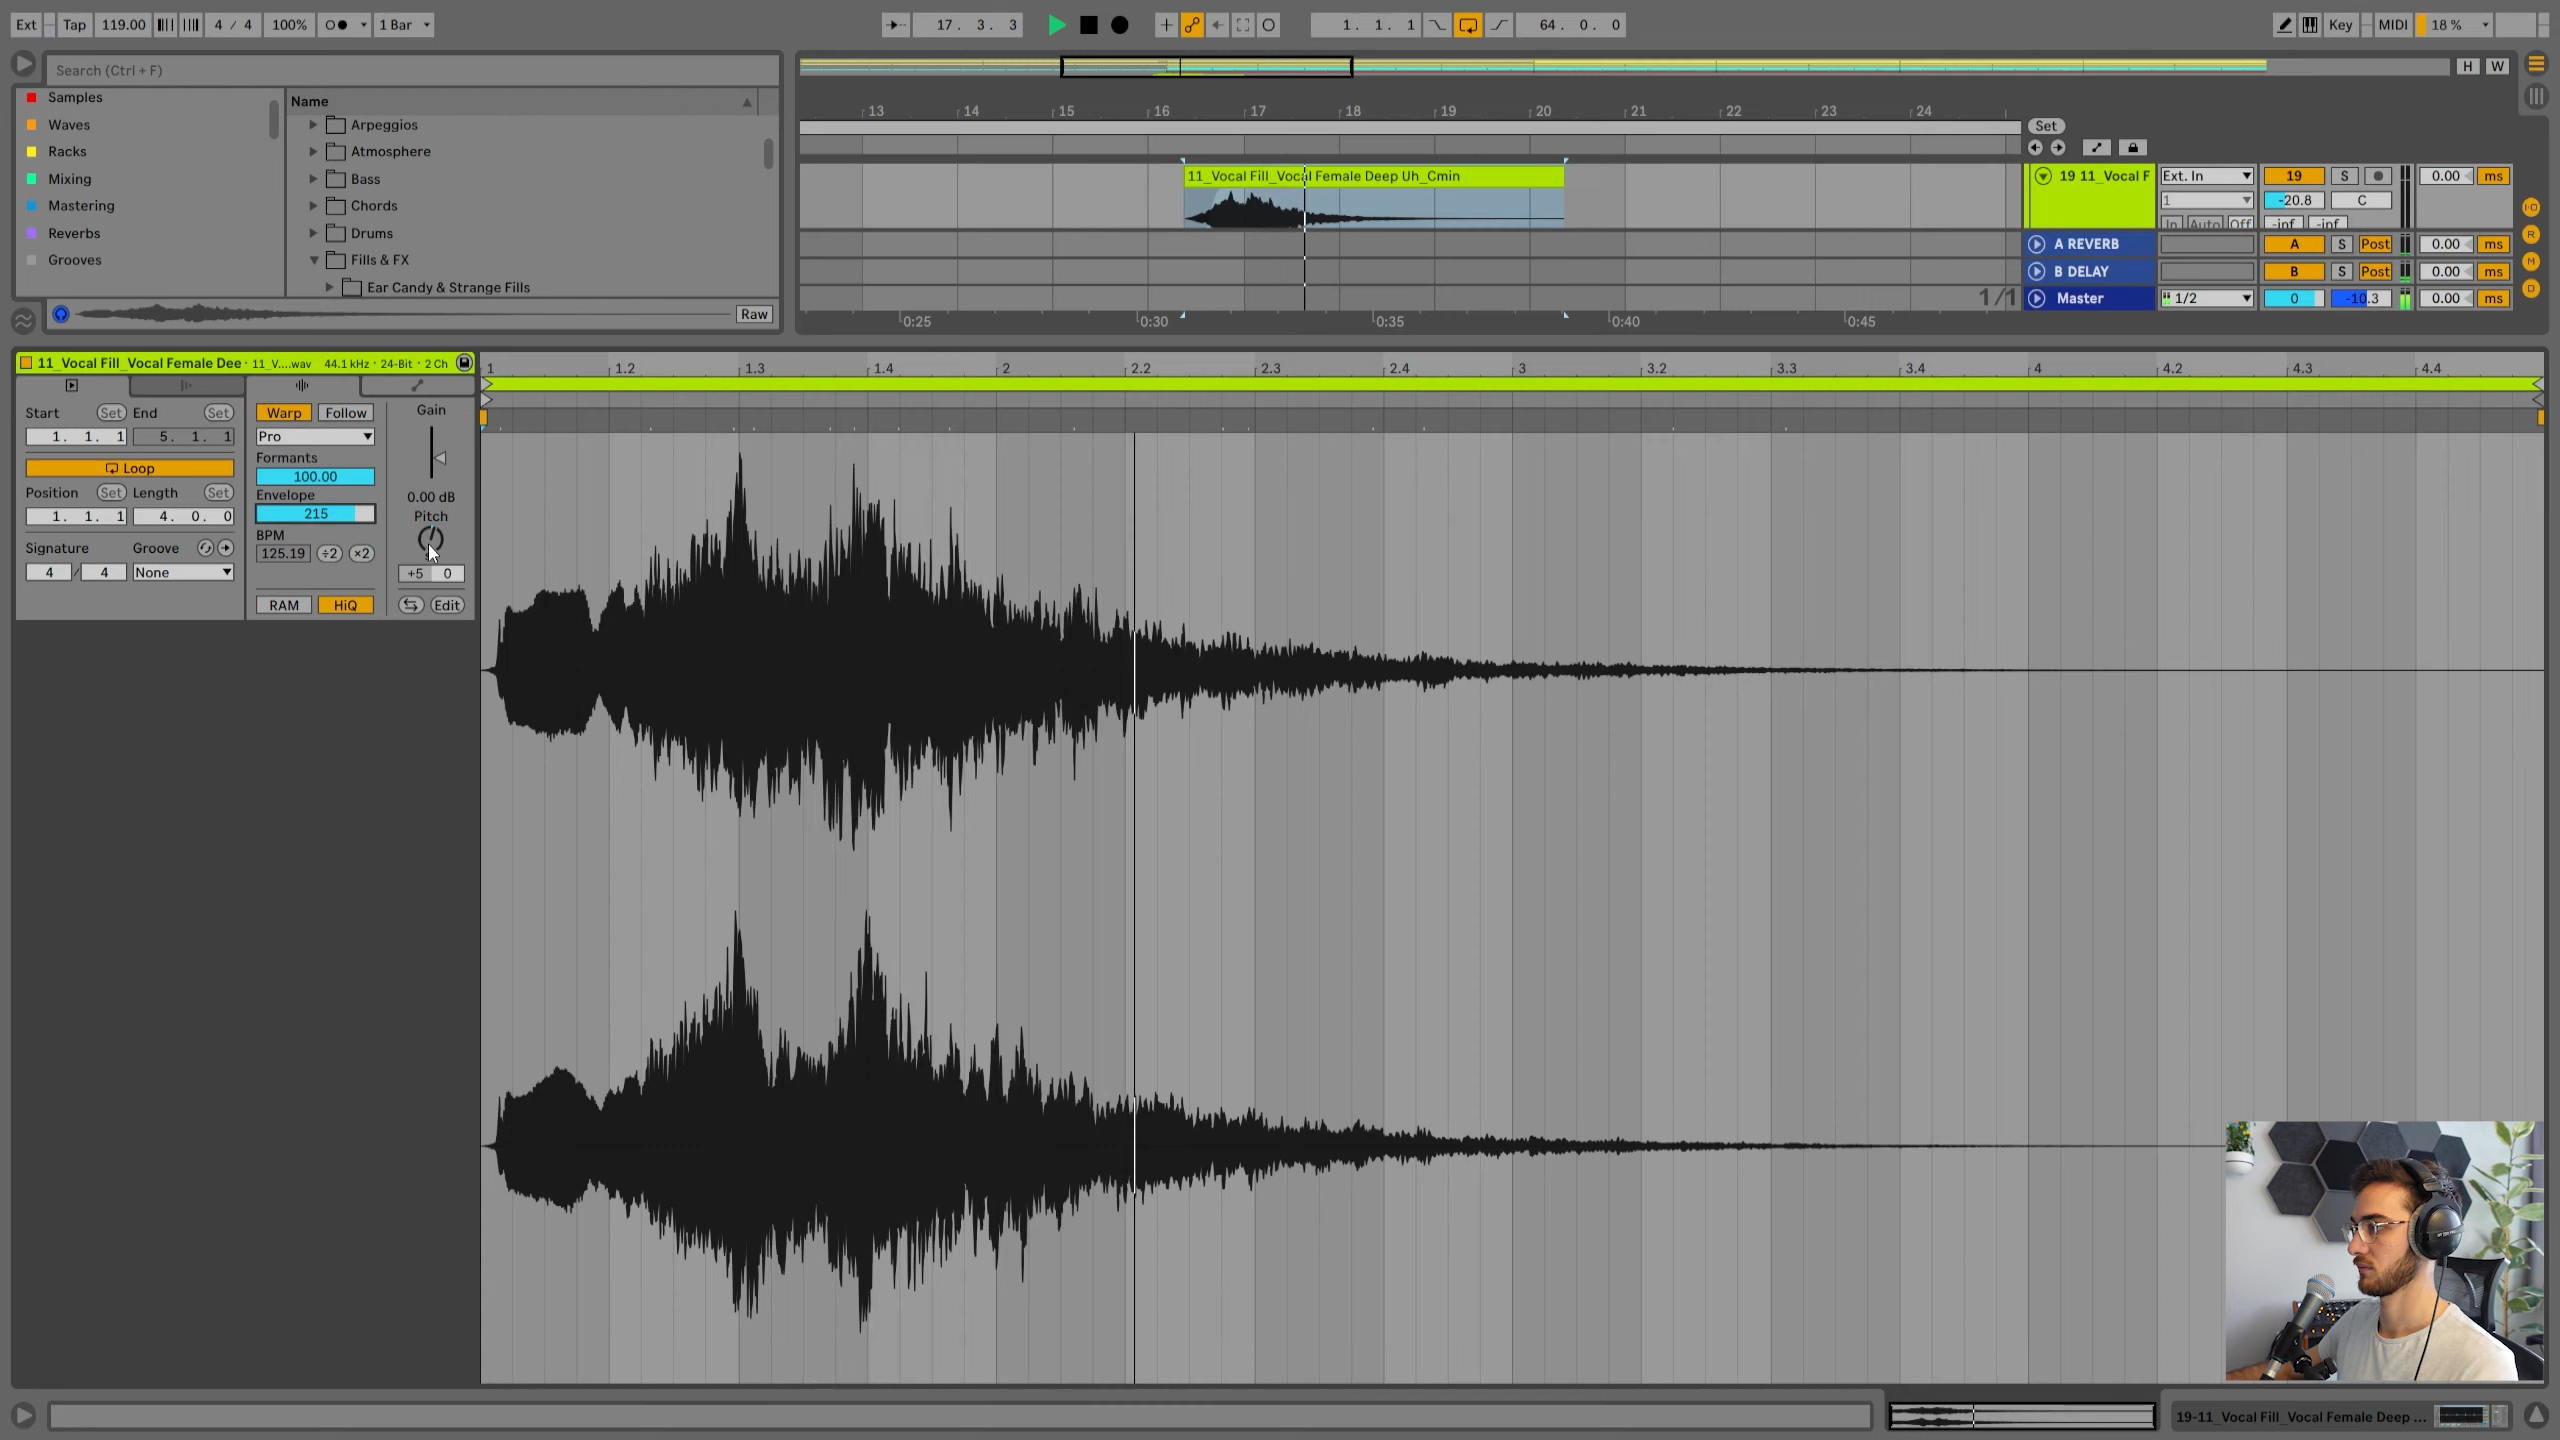 Ext Tap 119.00 4 / 4 100% 1 Bar 17. 3. 3 1. 1. 1 64. 0. 0 Key MIDI 18 %
Search (Ctrl + F)
Samples
Waves
Racks
Mixing
Mastering
Reverbs
Grooves
Name
Arpeggios
Atmosphere
Bass
Chords
Drums
Fills & FX
Ear Candy & Strange Fills
Raw
H W
13 14 15 16 17 18 19 20 21 22 23 24
Set
11_Vocal Fill_Vocal Female Deep Uh_Cmin
19 11_Vocal F Ext. In 19 S 0.00 ms
1 -20.8 C
In Auto Off -inf -inf
A REVERB A S Post 0.00 ms
B DELAY B S Post 0.00 ms
1/1 Master 1/2 0 -10.3 0.00 ms
0:25 0:30 0:35 0:40 0:45
I·O
R
M
D
11_Vocal Fill_Vocal Female Dee · 11_V....wav 44.1 kHz · 24-Bit · 2 Ch
1 1.2 1.3 1.4 2 2.2 2.3 2.4 3 3.2 3.3 3.4 4 4.2 4.3 4.4
Start Set End Set
1. 1. 1 5. 1. 1
Loop
Position Set Length Set
1. 1. 1 4. 0. 0
Signature Groove
4 / 4 None
Warp Follow
Pro
Formants
100.00
Envelope
215
BPM
125.19 ÷2 ×2
RAM HiQ
Gain
0.00 dB
Pitch
+5 0
Edit
19-11_Vocal Fill_Vocal Female Deep ...